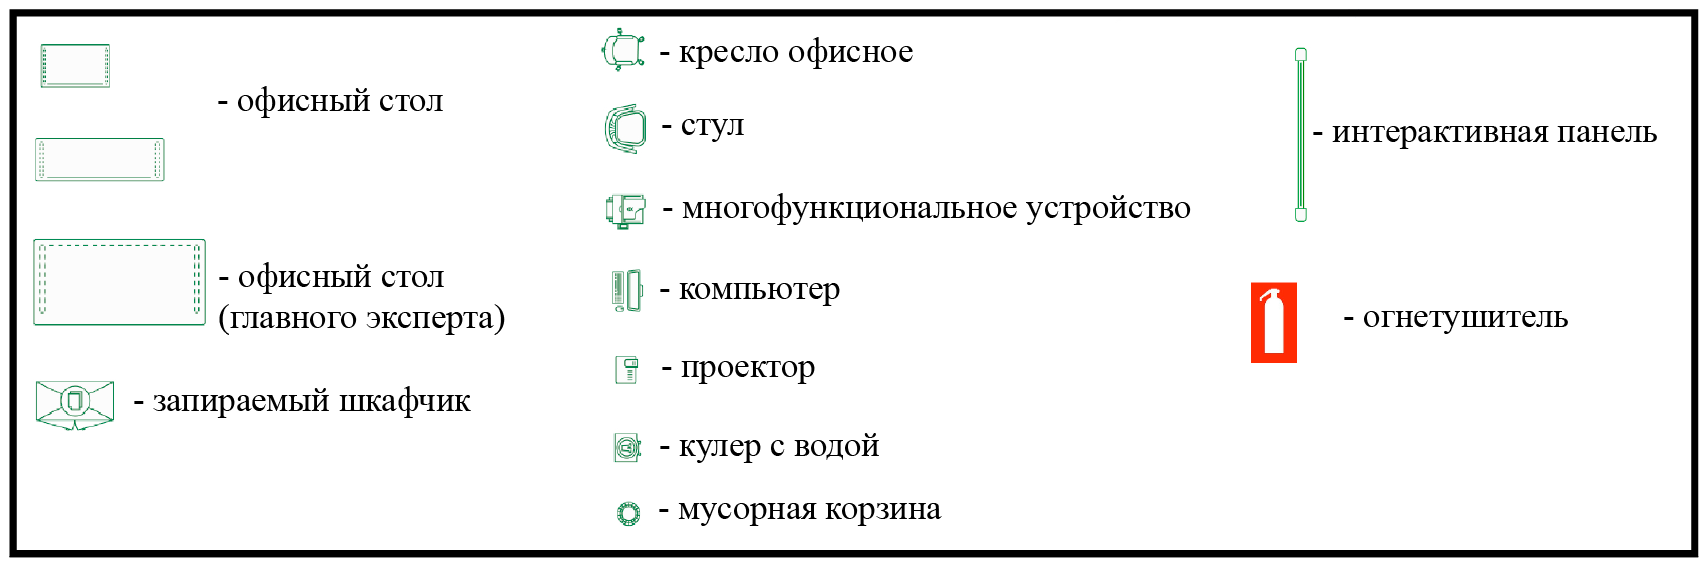 - офисный стол
- офисный стол
(главного эксперта)
- запираемый шкафчик
- кресло офисное
- стул
- многофункциональное устройство
- компьютер
- проектор
- кулер с водой
- мусорная корзина
- интерактивная панель
- огнетушитель